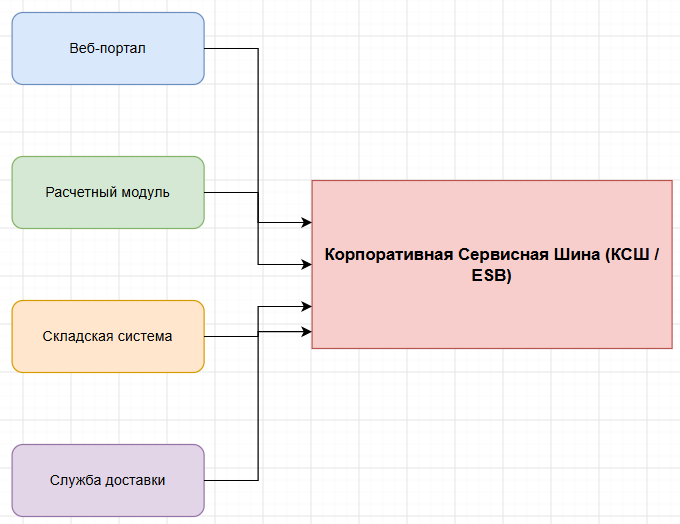 Веб-портал
Расчетный модуль
Корпоративная Сервисная Шина (КСШ /
ESB)
Складская система
Служба доставки